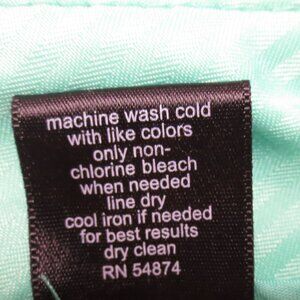 machine wash cold
with like colors
only non-
chlorine bleach
when needed
line dry
cool iron if needed
for best results
dry clean
RN 54874